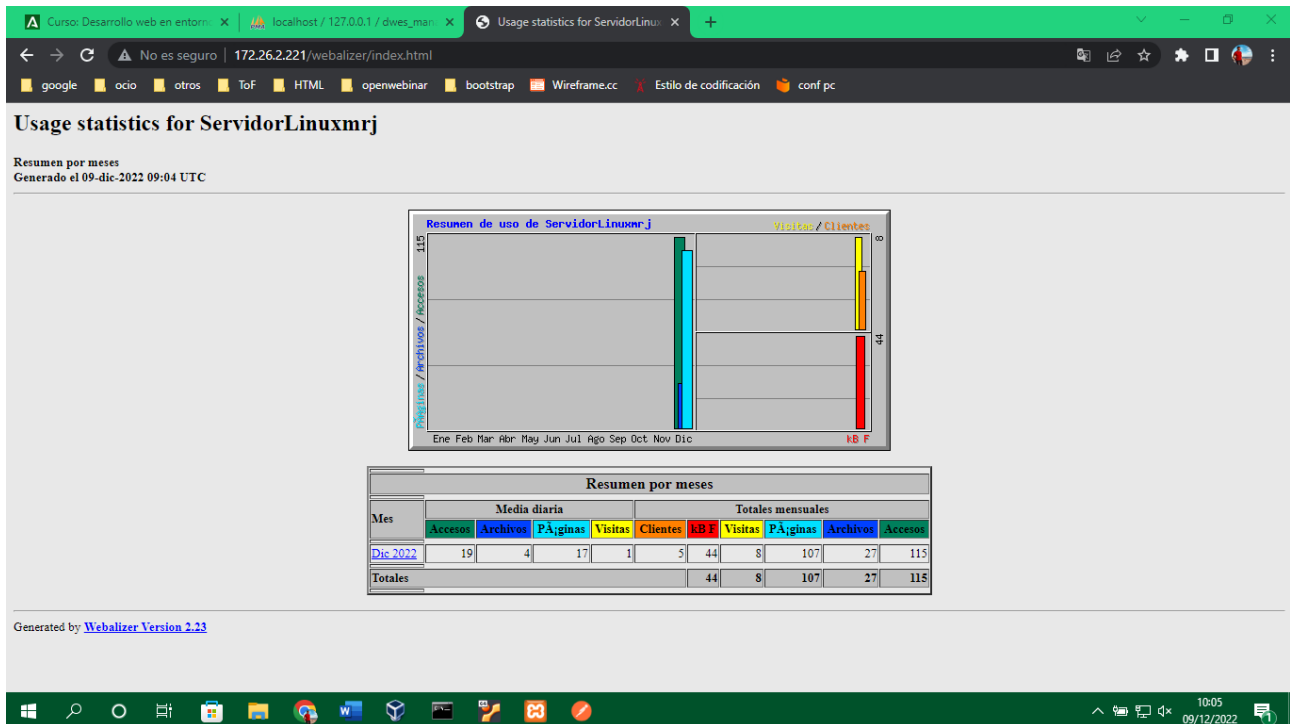 Curso: Desarrollo web en entorn
localhost / 127.0.0.1 / dwes_man
Usage statistics for ServidorLinux
No es seguro | 172.26.2.221/webalizer/index.html
google ocio otros ToF HTML openwebinar bootstrap Wireframe.cc Estilo de codificación conf pc
Usage statistics for ServidorLinuxmrj
Resumen por meses
Generado el 09-dic-2022 09:04 UTC
Resumen de uso de ServidorLinuxmrj
Visitas/Clientes
115
8
44
PÃginas/Archivos/Accesos
Ene Feb Mar Abr May Jun Jul Ago Sep Oct Nov Dic
kB F
Resumen por meses
Mes Media diaria Totales mensuales
Accesos Archivos PÃ¡ginas Visitas Clientes kB F Visitas PÃ¡ginas Archivos Accesos
Dic 2022 19 4 17 1 5 44 8 107 27 115
Totales 44 8 107 27 115
Generated by Webalizer Version 2.23
10:05
09/12/2022